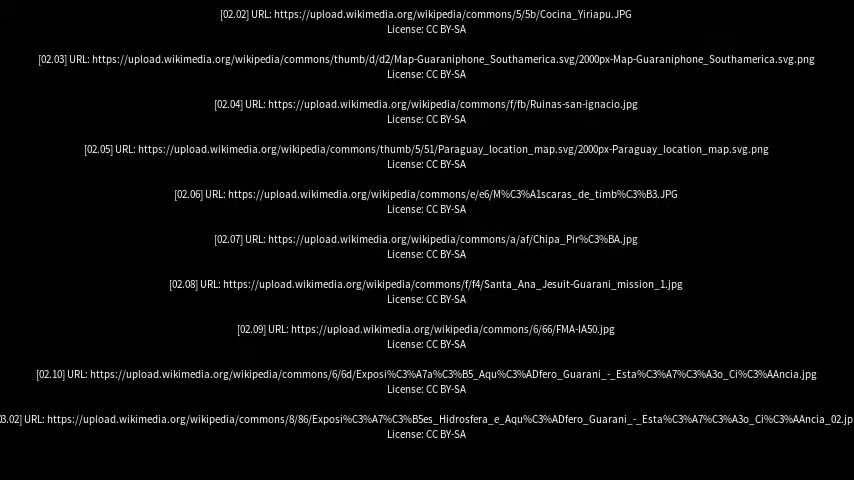 [02.02] URL: https://upload.wikimedia.org/wikipedia/commons/5/5b/Cocina_Yiriapu.JPG
License: CC BY-SA
[02.03] URL: https://upload.wikimedia.org/wikipedia/commons/thumb/d/d2/Map-Guaraniphone_Southamerica.svg/2000px-Map-Guaraniphone_Southamerica.svg.png
License: CC BY-SA
[02.04] URL: https://upload.wikimedia.org/wikipedia/commons/f/fb/Ruinas-san-ignacio.jpg
License: CC BY-SA
[02.05] URL: https://upload.wikimedia.org/wikipedia/commons/thumb/5/51/Paraguay_location_map.svg/2000px-Paraguay_location_map.svg.png
License: CC BY-SA
[02.06] URL: https://upload.wikimedia.org/wikipedia/commons/e/e6/M%C3%A1scaras_de_timb%C3%B3.JPG
License: CC BY-SA
[02.07] URL: https://upload.wikimedia.org/wikipedia/commons/a/af/Chipa_Pir%C3%BA.jpg
License: CC BY-SA
[02.08] URL: https://upload.wikimedia.org/wikipedia/commons/f/f4/Santa_Ana_Jesuit-Guarani_mission_1.jpg
License: CC BY-SA
[02.09] URL: https://upload.wikimedia.org/wikipedia/commons/6/66/FMA-IA50.jpg
License: CC BY-SA
[02.10] URL: https://upload.wikimedia.org/wikipedia/commons/6/6d/Exposi%C3%A7a%C3%B5_Aqu%C3%ADfero_Guarani_-_Esta%C3%A7%C3%A3o_Ci%C3%AAncia.jpg
License: CC BY-SA
03.02] URL: https://upload.wikimedia.org/wikipedia/commons/8/86/Exposi%C3%A7%C3%B5es_Hidrosfera_e_Aqu%C3%ADfero_Guarani_-_Esta%C3%A7%C3%A3o_Ci%C3%AAncia_02.jp
License: CC BY-SA